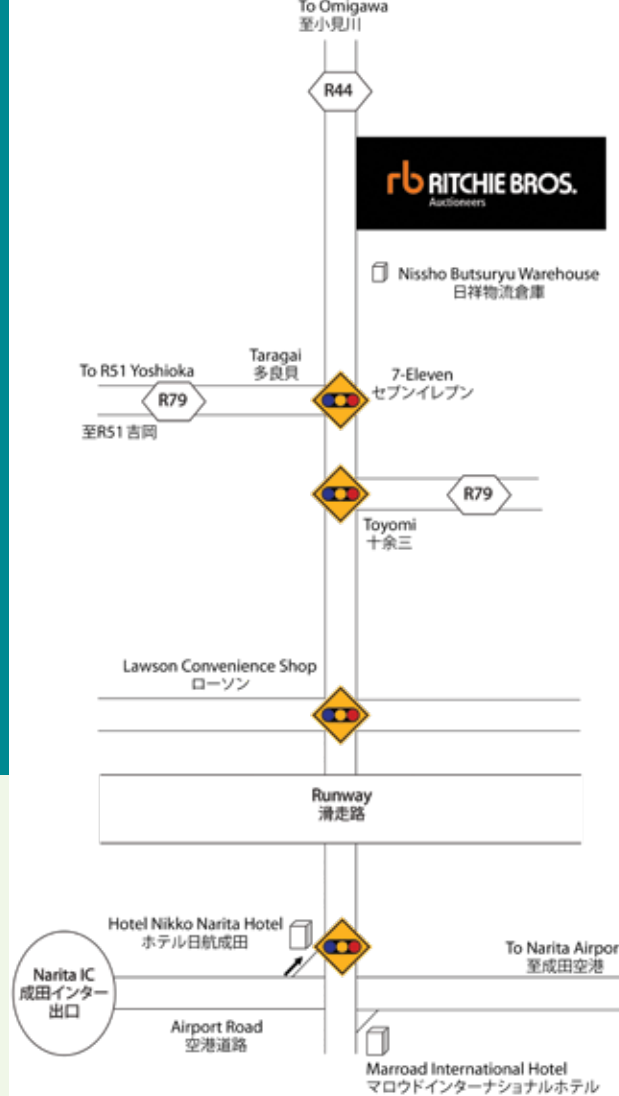 To Omigawa
至小見川
R44
rb RITCHIE BROS.
Auctioneers
Nissho Butsuryu Warehouse
日祥物流倉庫
Taragai
多良貝
To R51 Yoshioka
R79
至R51 吉岡
7-Eleven
セブンイレブン
R79
Toyomi
十余三
Lawson Convenience Shop
ローソン
Runway
滑走路
Hotel Nikko Narita Hotel
ホテル日航成田
To Narita Airpor
至成田空港
Narita IC
成田インター
出口
Airport Road
空港道路
Marroad International Hotel
マロウドインターナショナルホテル